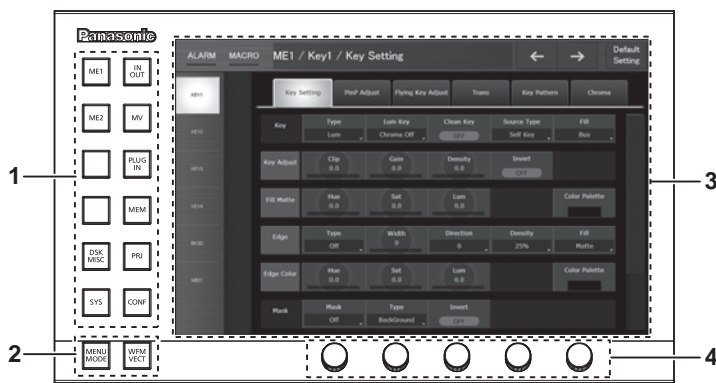 Panasonic
ALARM MACRO ME1 / Key1 / Key Setting ← → Default Setting
ME1 IN OUT
ME2 MV
PLUG IN
MEM
DSK MISC PRJ
SYS CONF
MENU MODE WFM VECT
1
2
3
4
KEY1
KEY2
KEY3
KEY4
BKGD
Key Setting PinP Adjust Flying Key Adjust Trans Key Pattern Chroma
Key Type Lum Lum Key Chroma Off Clean Key OFF Source Type Self Key Fill Bus
Key Adjust Clip 0.0 Gain 0.0 Density 0.0 Invert OFF
Fill Matte Hue 0.0 Sat 0.0 Lum 0.0 Color Palette
Edge Type Off Width 0 Direction 0 Density 25% Fill Matte
Edge Color Hue 0.0 Sat 0.0 Lum 0.0 Color Palette
Mask Mask Off Type BackGround Invert OFF